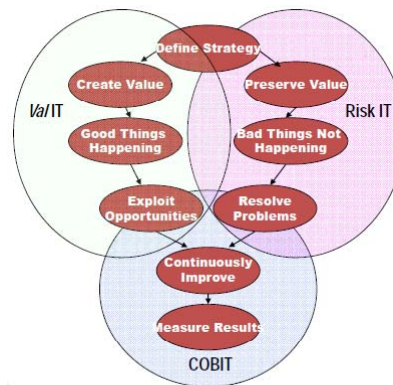 Define Strategy
Create Value
Preserve Value
Val IT
Risk IT
Good Things
Happening
Bad Things Not
Happening
Exploit
Opportunities
Resolve
Problems
Continuously
Improve
Measure Results
COBIT